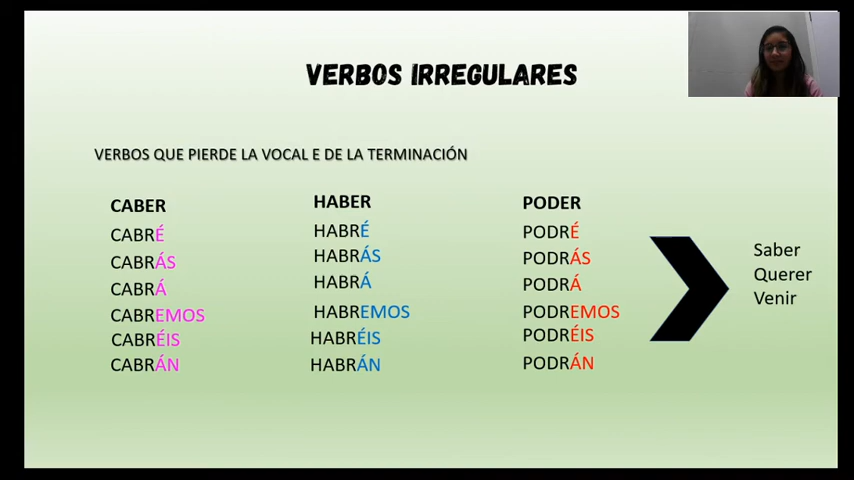 VERBOS IRREGULARES
VERBOS QUE PIERDE LA VOCAL E DE LA TERMINACIÓN
CABER
CABRÉ
CABRÁS
CABRÁ
CABREMOS
CABRÉIS
CABRÁN
HABER
HABRÉ
HABRÁS
HABRÁ
HABREMOS
HABRÉIS
HABRÁN
PODER
PODRÉ
PODRÁS
PODRÁ
PODREMOS
PODRÉIS
PODRÁN
Saber
Querer
Venir